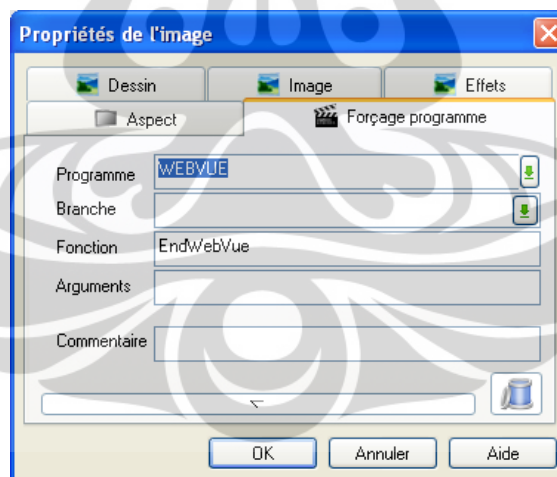 Propriétés de l'image
Dessin Image Effets
Aspect Forçage programme
Programme WEBVUE
Branche
Fonction EndWebVue
Arguments
Commentaire
OK Annuler Aide